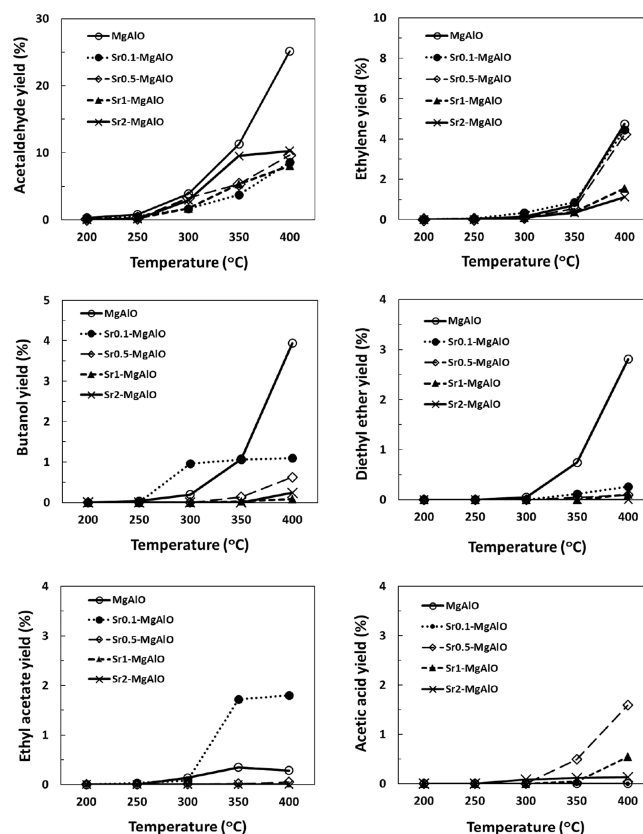 30
25
20
15
10
5
0
Acetaldehyde yield (%)
MgAlO
Sr0.1-MgAlO
Sr0.5-MgAlO
Sr1-MgAlO
Sr2-MgAlO
200 250 300 350 400
Temperature (°C)
10
8
6
4
2
0
Ethylene yield (%)
MgAlO
Sr0.1-MgAlO
Sr0.5-MgAlO
Sr1-MgAlO
Sr2-MgAlO
200 250 300 350 400
Temperature (°C)
5
4
3
2
1
0
Butanol yield (%)
MgAlO
Sr0.1-MgAlO
Sr0.5-MgAlO
Sr1-MgAlO
Sr2-MgAlO
200 250 300 350 400
Temperature (°C)
4
3
2
1
0
Diethyl ether yield (%)
MgAlO
Sr0.1-MgAlO
Sr0.5-MgAlO
Sr1-MgAlO
Sr2-MgAlO
200 250 300 350 400
Temperature (°C)
4
3
2
1
0
Ethyl acetate yield (%)
MgAlO
Sr0.1-MgAlO
Sr0.5-MgAlO
Sr1-MgAlO
Sr2-MgAlO
200 250 300 350 400
Temperature (°C)
4
3
2
1
0
Acetic acid yield (%)
MgAlO
Sr0.1-MgAlO
Sr0.5-MgAlO
Sr1-MgAlO
Sr2-MgAlO
200 250 300 350 400
Temperature (°C)